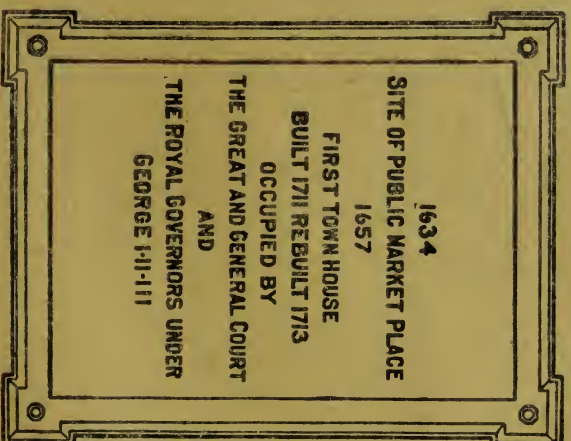 1634
SITE OF PUBLIC MARKET PLACE
1657
FIRST TOWN HOUSE
BUILT 1711 REBUILT 1713
OCCUPIED BY
THE GREAT AND GENERAL COURT
AND
THE ROYAL GOVERNORS UNDER
GEORGE I·II·III